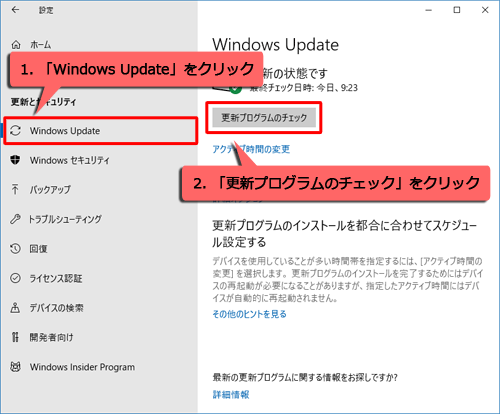 設定
ホーム
Windows Update
1. 「Windows Update」をクリック
新の状態です
最終チェック日時: 今日、9:23
更新とセキュリティ
更新プログラムのチェック
Windows Update
アクティブ時間の変更
Windows セキュリティ
2. 「更新プログラムのチェック」をクリック
バックアップ
トラブルシューティング
更新プログラムのインストールを都合に合わせてスケジュー
ル設定する
回復
デバイスを使用していることが多い時間帯を指定するには、[アクティブ時間の
変更] を選択します。更新プログラムのインストールを完了するためにはデバイ
スの再起動が必要になることがありますが、指定したアクティブ時間にはデバ
イスが自動的に再起動されません。
ライセンス認証
デバイスの検索
その他のヒントを見る
開発者向け
Windows Insider Program
最新の更新プログラムに関する情報をお探しですか?
詳細情報